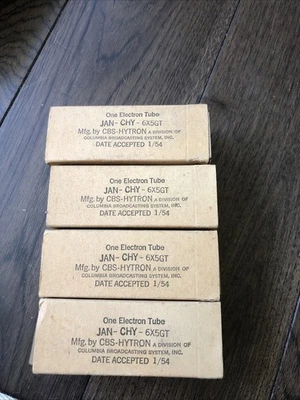 One Electron Tube
JAN-CHY-6X5GT
Mfg. by CBS-HYTRON A DIVISION OF
COLUMBIA BROADCASTING SYSTEM, INC.
DATE ACCEPTED 1/54
One Electron Tube
JAN-CHY-6X5GT
Mfg. by CBS-HYTRON A DIVISION OF
COLUMBIA BROADCASTING SYSTEM, INC.
DATE ACCEPTED 1/54
One Electron Tube
JAN-CHY-6X5GT
Mfg. by CBS-HYTRON A DIVISION OF
COLUMBIA BROADCASTING SYSTEM, INC.
DATE ACCEPTED 1/54
One Electron Tube
JAN-CHY-6X5GT
Mfg. by CBS-HYTRON A DIVISION OF
COLUMBIA BROADCASTING SYSTEM, INC.
DATE ACCEPTED 1/54